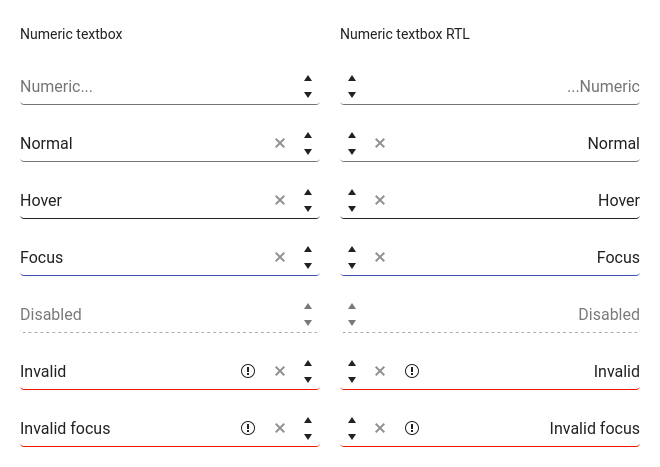 Numeric textbox
Numeric textbox RTL
Numeric...
...Numeric
Normal
Normal
Hover
Hover
Focus
Focus
Disabled
Disabled
Invalid
Invalid
Invalid focus
Invalid focus